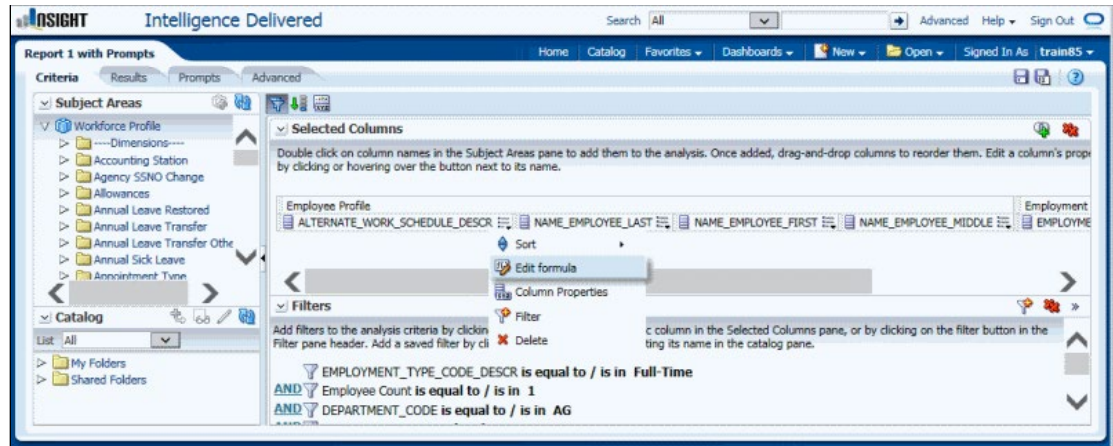 INSIGHT Intelligence Delivered Search All Advanced Help Sign Out
Report 1 with Prompts Home Catalog Favorites Dashboards New Open Signed In As train85
Criteria Results Prompts Advanced
Subject Areas
Workforce Profile
----Dimensions----
Accounting Station
Agency SSNO Change
Allowances
Annual Leave Restored
Annual Leave Transfer
Annual Leave Transfer Othe
Annual Sick Leave
Appointment Type
Catalog
List All
My Folders
Shared Folders
Selected Columns
Double click on column names in the Subject Areas pane to add them to the analysis. Once added, drag-and-drop columns to reorder them. Edit a column's prope
by clicking or hovering over the button next to its name.
Employee Profile Employment
ALTERNATE_WORK_SCHEDULE_DESCR NAME_EMPLOYEE_LAST NAME_EMPLOYEE_FIRST NAME_EMPLOYEE_MIDDLE EMPLOYME
Sort
Edit formula
Column Properties
Filter
Delete
Filters
Add filters to the analysis criteria by clickin c column in the Selected Columns pane, or by clicking on the filter button in the
Filter pane header. Add a saved filter by cli ting its name in the catalog pane.
EMPLOYMENT_TYPE_CODE_DESCR is equal to / is in Full-Time
AND Employee Count is equal to / is in 1
AND DEPARTMENT_CODE is equal to / is in AG